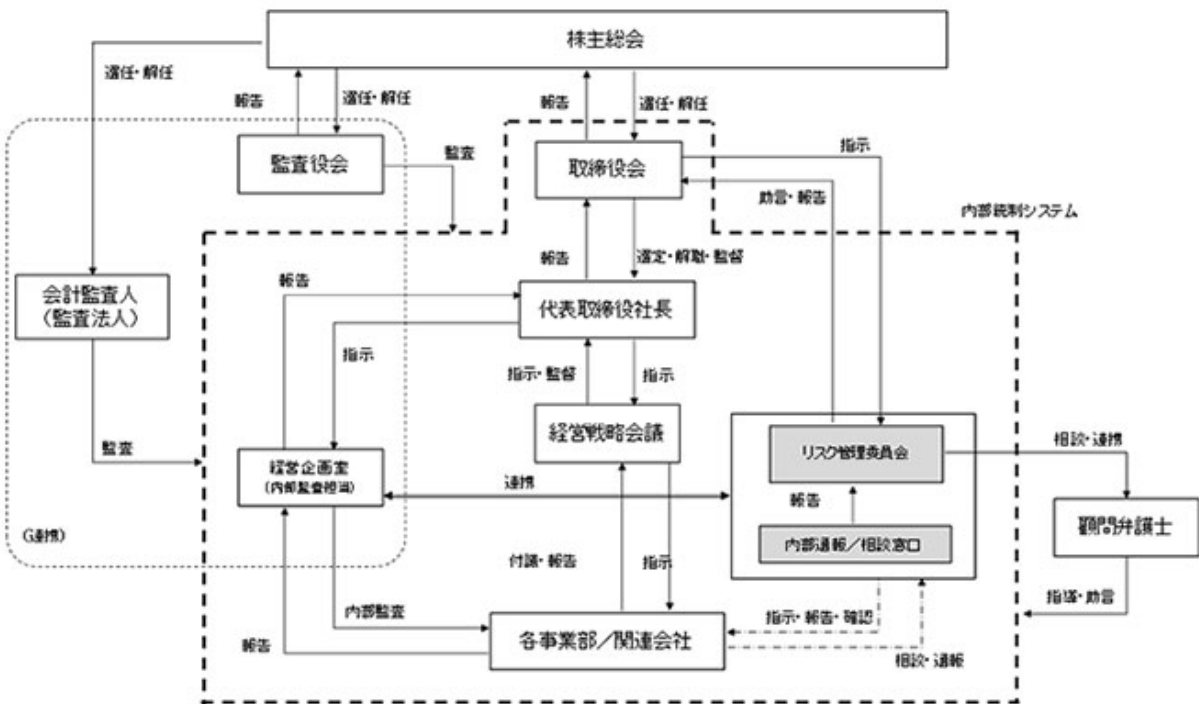 株主総会
選任・解任
報告
選任・解任
報告
選任・解任
監査役会
監査
取締役会
指示
助言・報告
内部統制システム
報告
選定・解職・監督
会計監査人
（監査法人）
報告
代表取締役社長
指示
指示・監督
指示
経営戦略会議
監査
経営企画室
（内部監査担当）
連携
リスク管理委員会
相談・連携
報告
内部通報／相談窓口
顧問弁護士
付議・報告
指示
内部監査
指示・報告・確認
指導・助言
報告
各事業部／関連会社
相談・通報